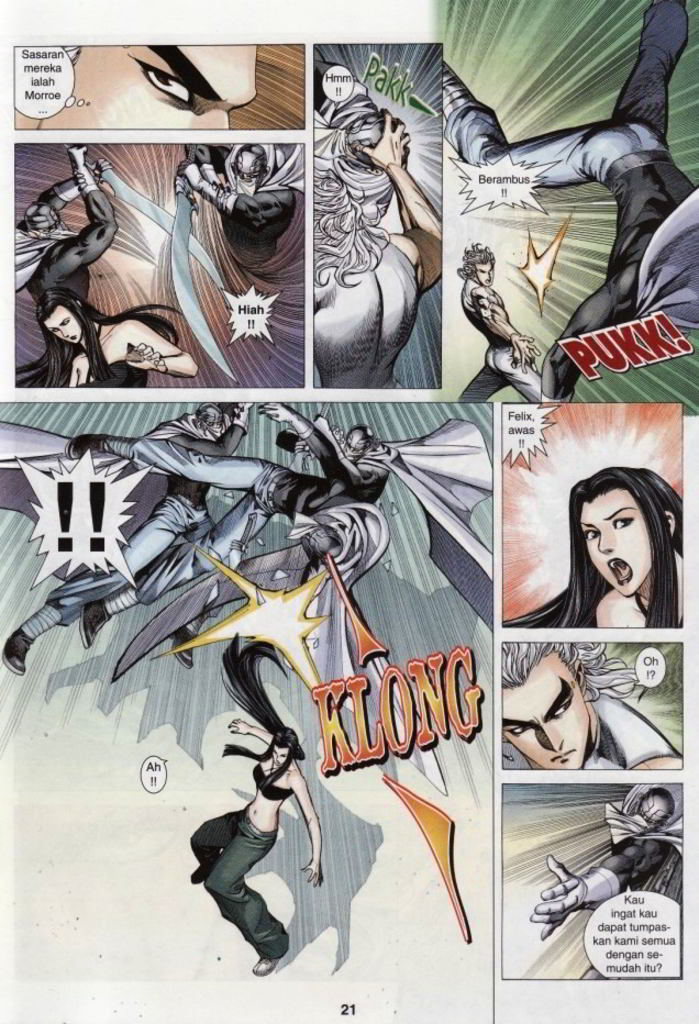 Sasaran
mereka
ialah
Morroe
...
Hmm
!!
Pakk
Berambus
!!
Hiah
!!
PUKK!
!!
KLONG
Ah
!!
Felix,
awas
!!
Oh
!?
Kau
ingat kau
dapat tumpas-
kan kami semua
dengan se-
mudah itu?
21